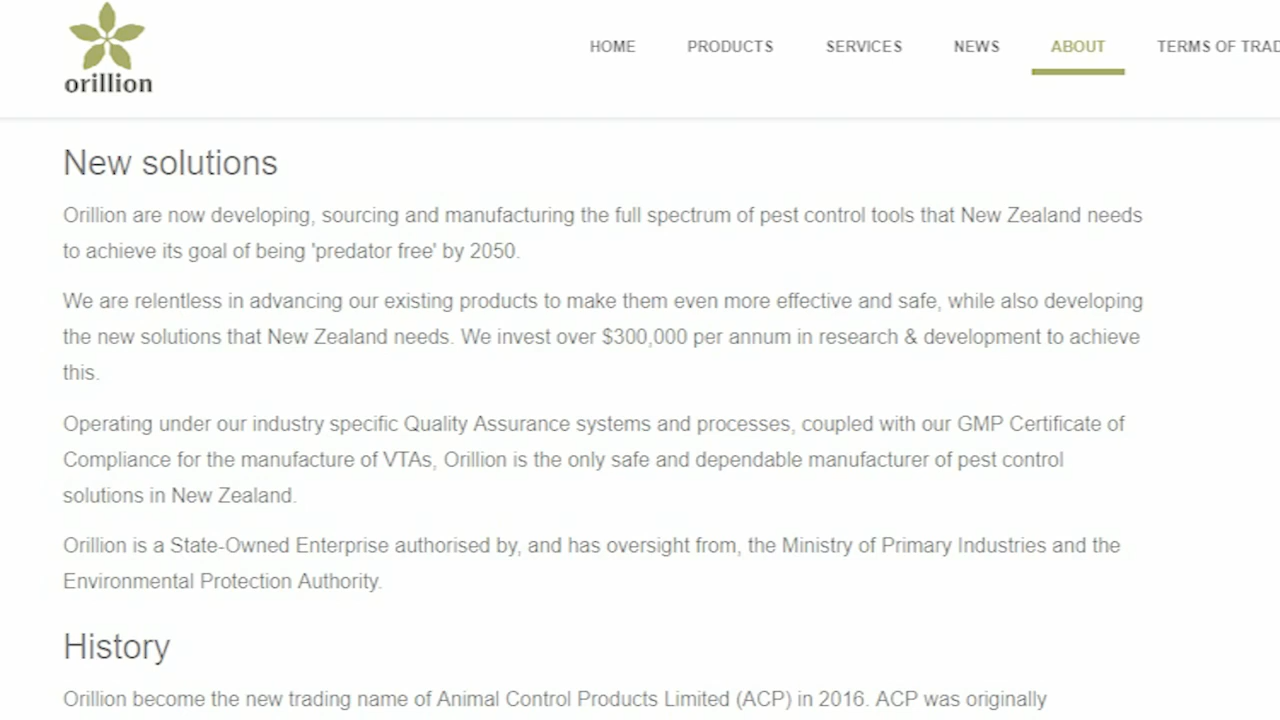 orillion
HOME PRODUCTS SERVICES NEWS ABOUT TERMS OF TRAD
New solutions
Orillion are now developing, sourcing and manufacturing the full spectrum of pest control tools that New Zealand needs
to achieve its goal of being 'predator free' by 2050.
We are relentless in advancing our existing products to make them even more effective and safe, while also developing
the new solutions that New Zealand needs. We invest over $300,000 per annum in research & development to achieve
this.
Operating under our industry specific Quality Assurance systems and processes, coupled with our GMP Certificate of
Compliance for the manufacture of VTAs, Orillion is the only safe and dependable manufacturer of pest control
solutions in New Zealand.
Orillion is a State-Owned Enterprise authorised by, and has oversight from, the Ministry of Primary Industries and the
Environmental Protection Authority.
History
Orillion become the new trading name of Animal Control Products Limited (ACP) in 2016. ACP was originally